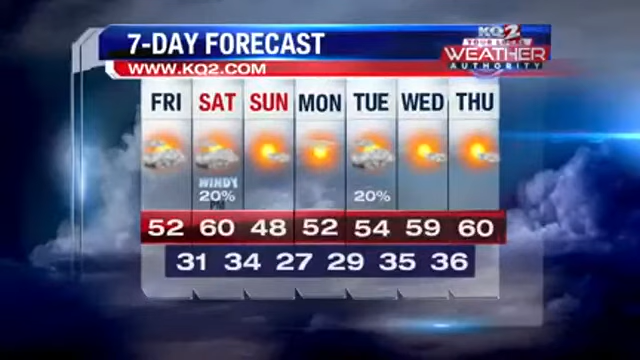 7-DAY FORECAST
WWW.KQ2.COM
KQ2
YOUR LOCAL
WEATHER
AUTHORITY
FRI SAT SUN MON TUE WED THU
WINDY
20% 20%
52 60 48 52 54 59 60
31 34 27 29 35 36